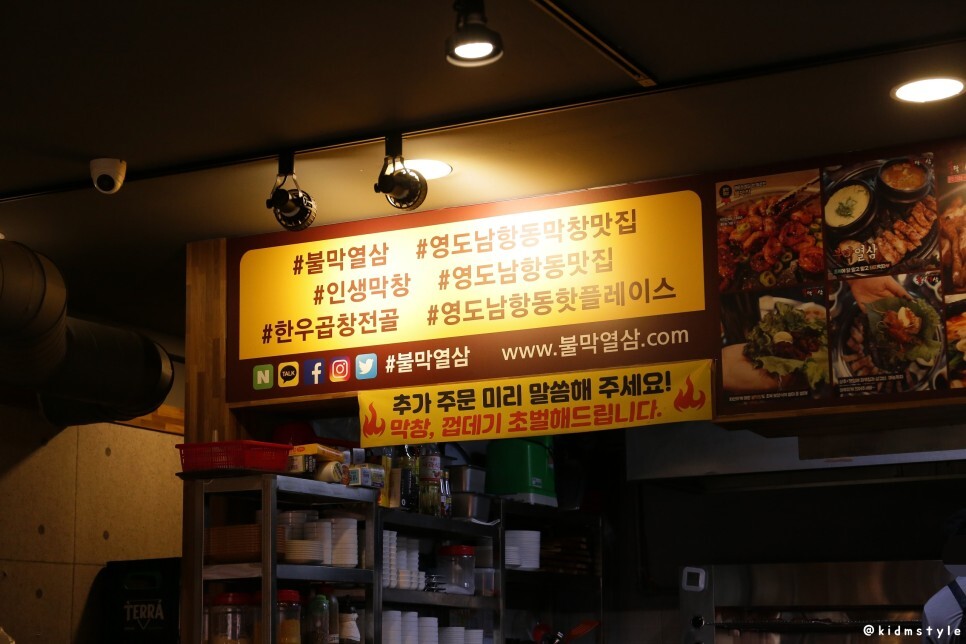 #불막열삼 #영도남항동막창맛집
#인생막창 #영도남항동맛집
#한우곱창전골 #영도남항동핫플레이스
N TALK f #불막열삼 www.불막열삼.com
추가 주문 미리 말씀해 주세요!
막창, 껍데기 초벌해드립니다.
막열삼
TERRA
@kidmstyle